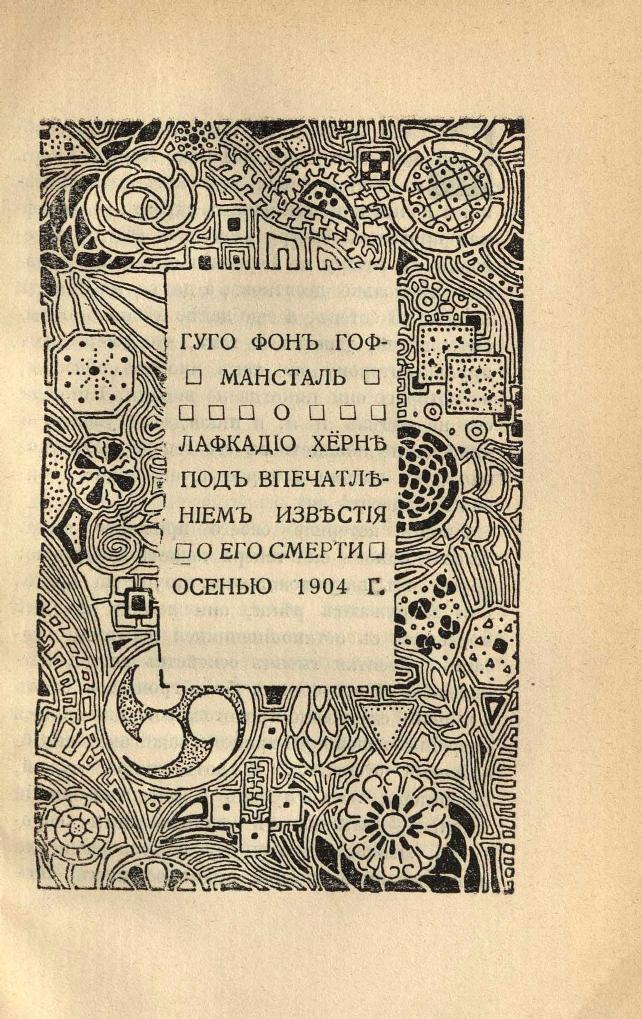 ГУГО ФОНЪ ГОФ-
МАНСТАЛЬ
О
ЛАФКАДІО ХЁРНѢ
ПОДЪ ВПЕЧАТЛѢ-
НІЕМЪ ИЗВѢСТІЯ
О ЕГО СМЕРТИ
ОСЕНЬЮ 1904 Г.